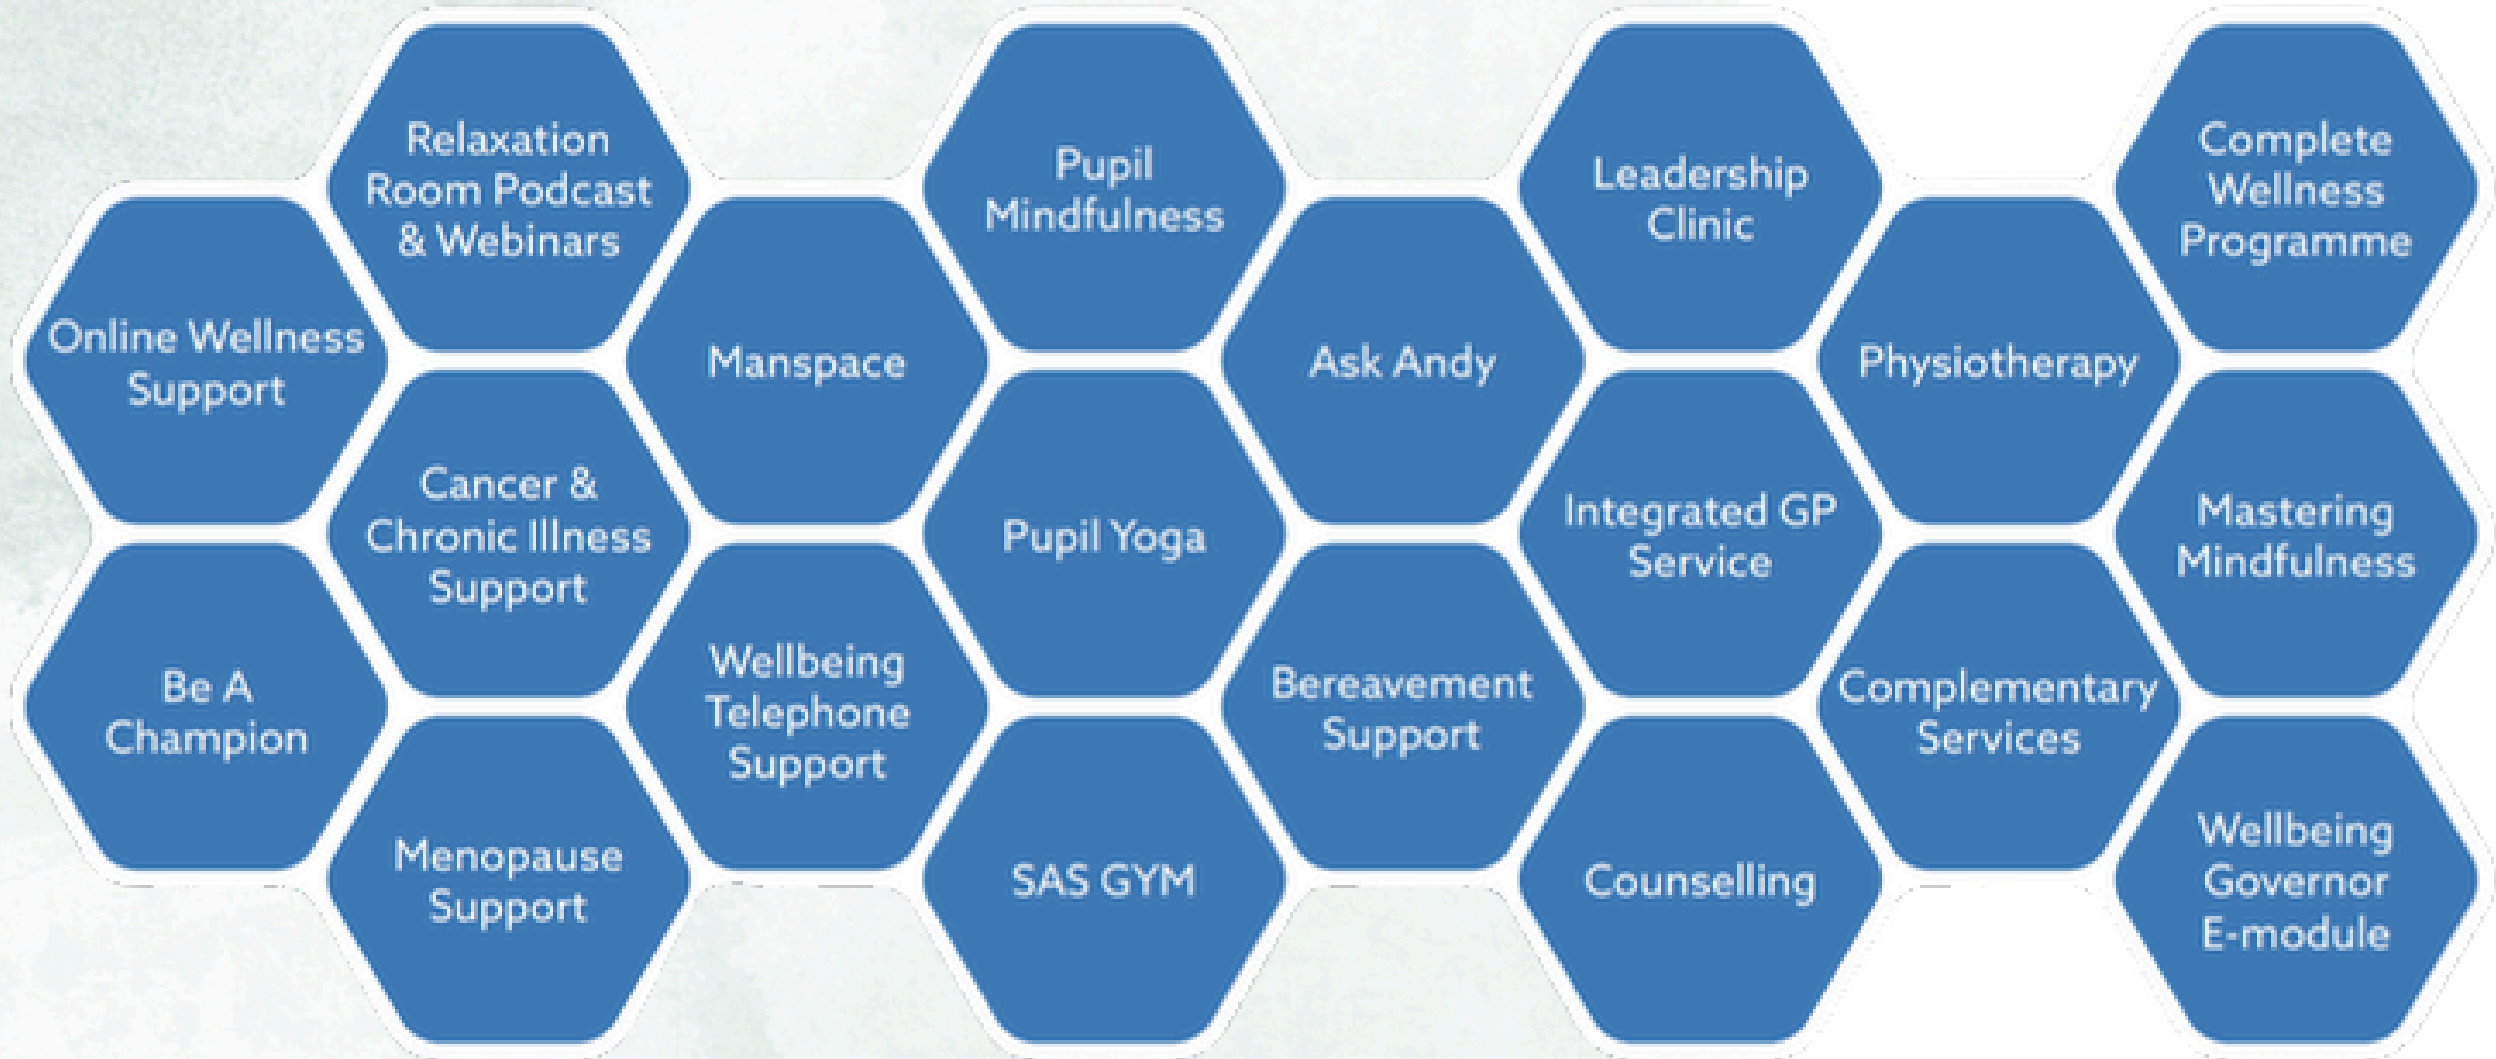 Relaxation
Room Podcast
& Webinars
Pupil
Mindfulness
Leadership
Clinic
Complete
Wellness
Programme
Online Wellness
Support
Manspace
Ask Andy
Physiotherapy
Cancer &
Chronic Illness
Support
Pupil Yoga
Integrated GP
Service
Mastering
Mindfulness
Be A
Champion
Wellbeing
Telephone
Support
Bereavement
Support
Complementary
Services
Menopause
Support
SAS GYM
Counselling
Wellbeing
Governor
E-module